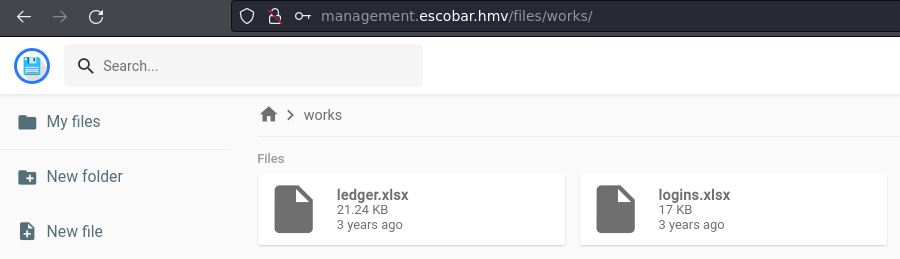 management.escobar.hmv/files/works/
Search...
My files
works
New folder
Files
ledger.xlsx
21.24 KB
3 years ago
logins.xlsx
17 KB
3 years ago
New file